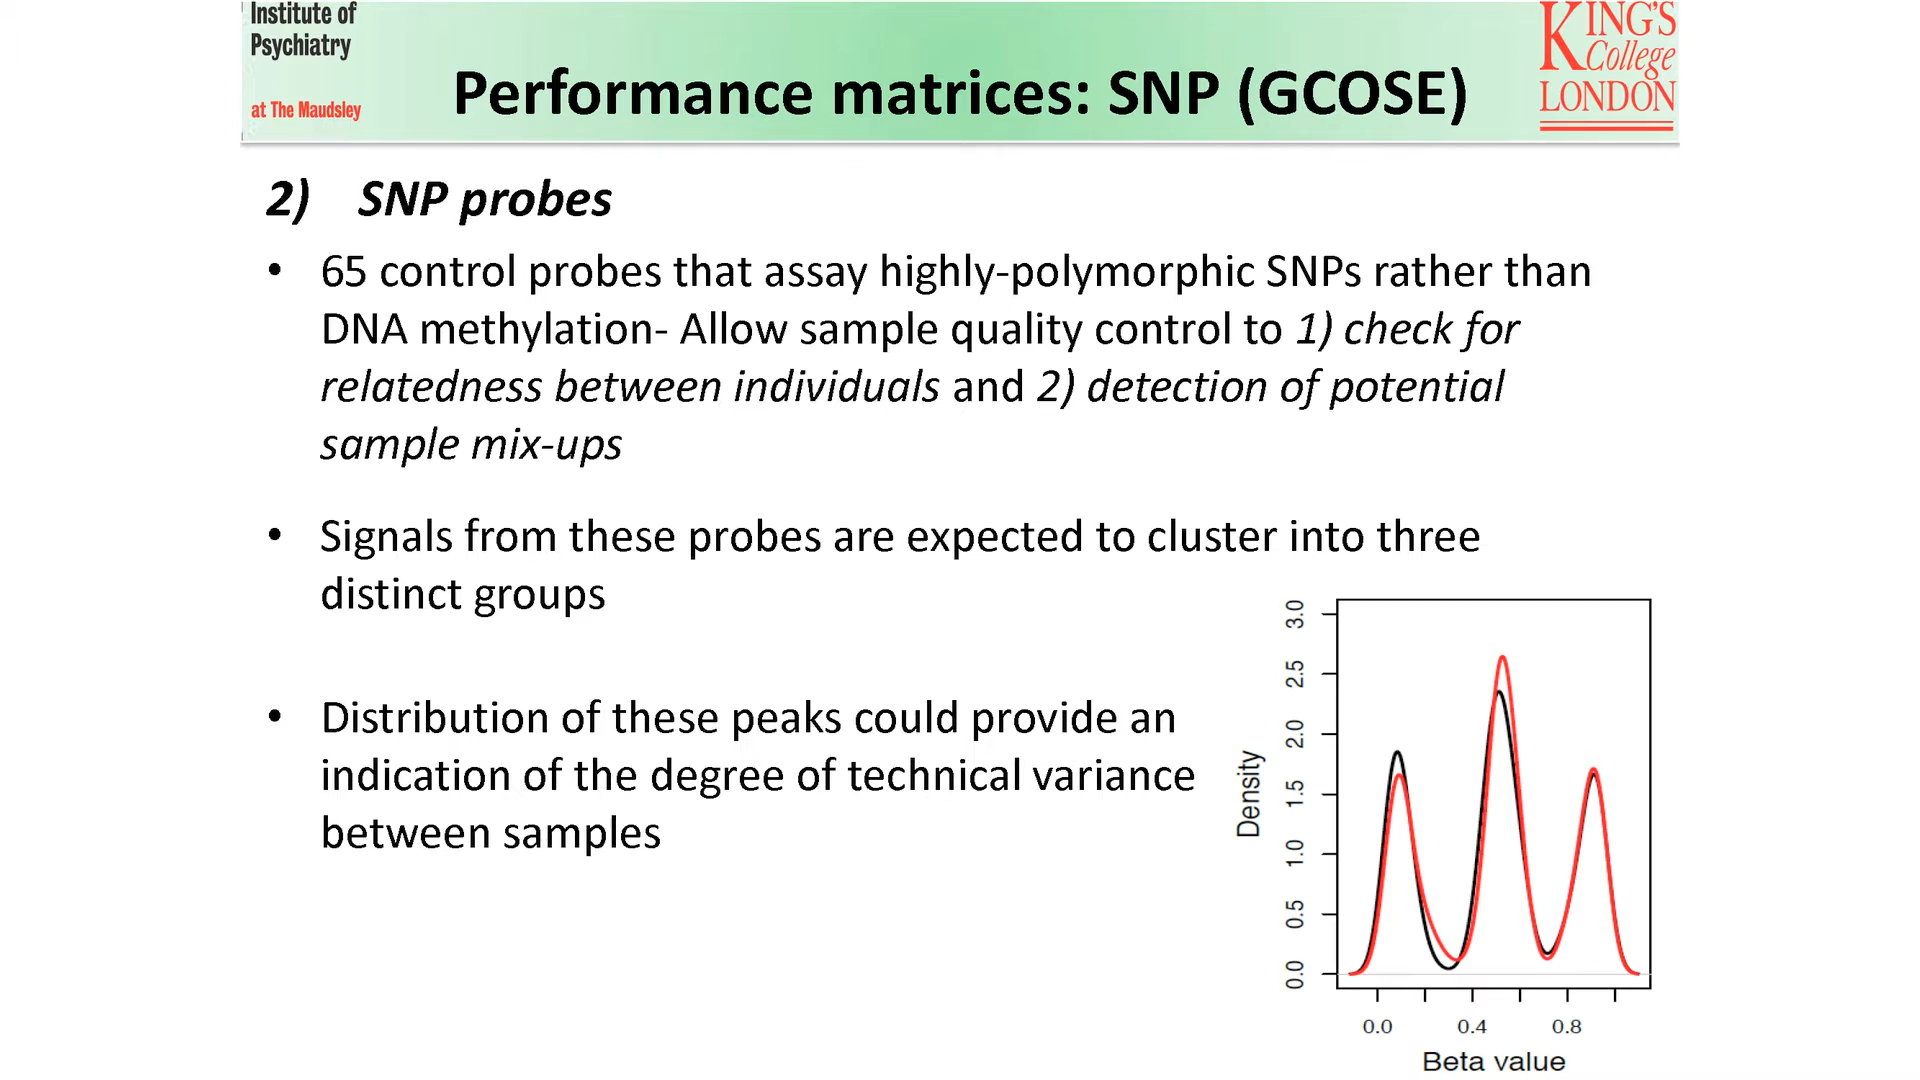 Institute of
Psychiatry
at The Maudsley
Performance matrices: SNP (GCOSE)
KING'S
College
LONDON
2) SNP probes
• 65 control probes that assay highly-polymorphic SNPs rather than
DNA methylation- Allow sample quality control to 1) check for
relatedness between individuals and 2) detection of potential
sample mix-ups
• Signals from these probes are expected to cluster into three
distinct groups
• Distribution of these peaks could provide an
indication of the degree of technical variance
between samples
3.0
2.5
2.0
1.5
1.0
0.5
0.0
Density
0.0 0.4 0.8
Beta value